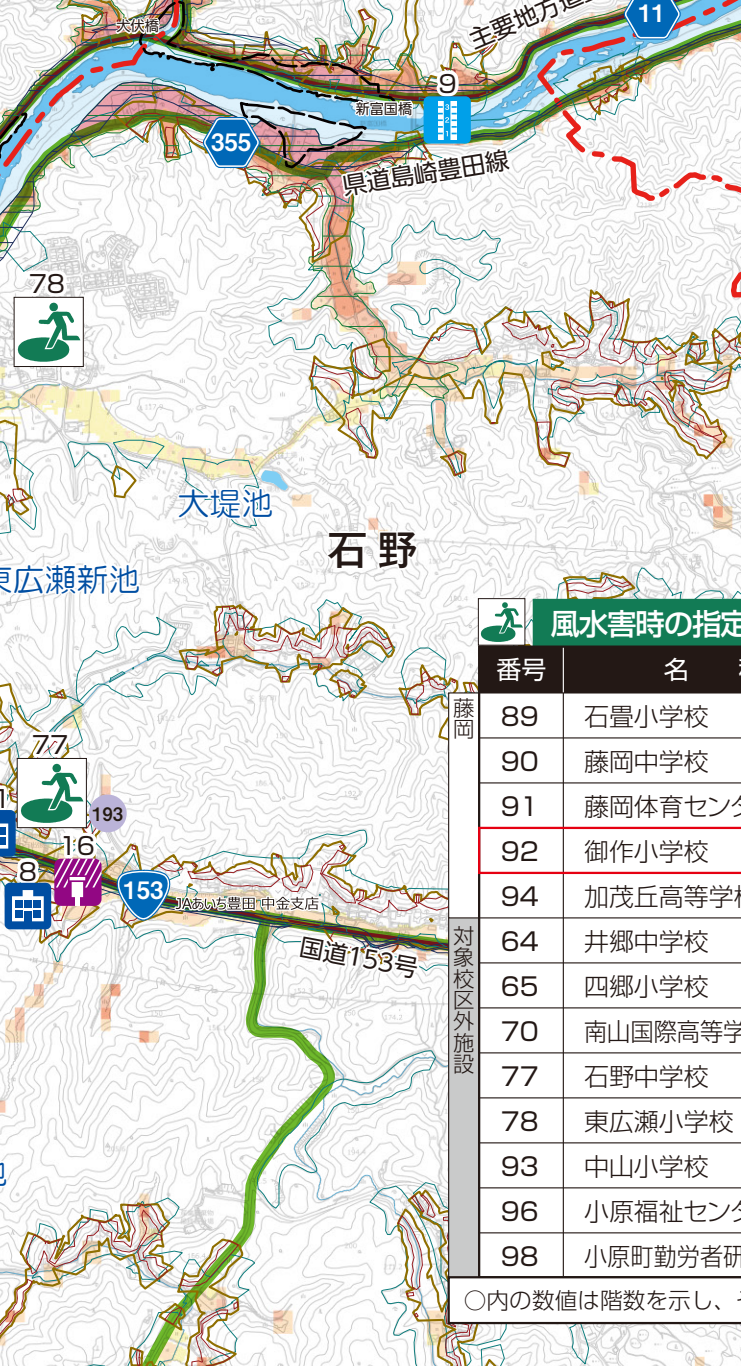 犬伏橋
主要地方道
11
9
新富国橋
355
県道島崎豊田線
78
大堤池
石野
東広瀬新池
77
193
16
8
153
JAあいち豊田 中金支店
国道153号
風水害時の指定
番号 名
藤岡
89 石畳小学校
90 藤岡中学校
91 藤岡体育センタ
92 御作小学校
94 加茂丘高等学校
対象校区外施設
64 井郷中学校
65 四郷小学校
70 南山国際高等学
77 石野中学校
78 東広瀬小学校
93 中山小学校
96 小原福祉センタ
98 小原町勤労者研
○内の数値は階数を示し、そ